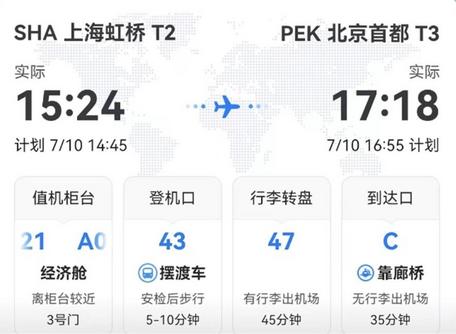 SHA 上海虹桥 T2
PEK 北京首都 T3
实际
实际
15:24
17:18
计划 7/10 14:45
7/10 16:55 计划
值机柜台
登机口
行李转盘
到达口
21 A0
43
47
C
经济舱
摆渡车
靠廊桥
离柜台较近
安检后步行
有行李出机场
无行李出机场
3号门
5-10分钟
45分钟
35分钟